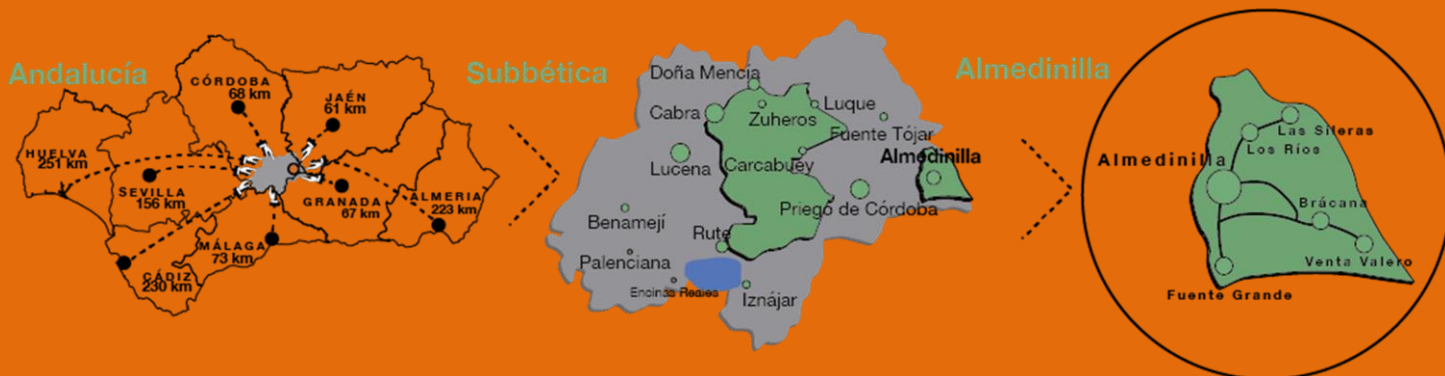 Andalucía
CÓRDOBA
68 km
JAÉN
61 km
HUELVA
251 km
SEVILLA
156 km
GRANADA
67 km
ALMERIA
223 km
MÁLAGA
73 km
CÁDIZ
230 km
Subbética
Doña Mencía
Cabra
Zuheros
Luque
Fuente Tójar
Lucena
Carcabuey
Almedinilla
Priego de Córdoba
Benamejí
Rute
Palenciana
Encinas Reales
Iznájar
Almedinilla
Las Sileras
Los Ríos
Almedinilla
Brácana
Venta Valero
Fuente Grande